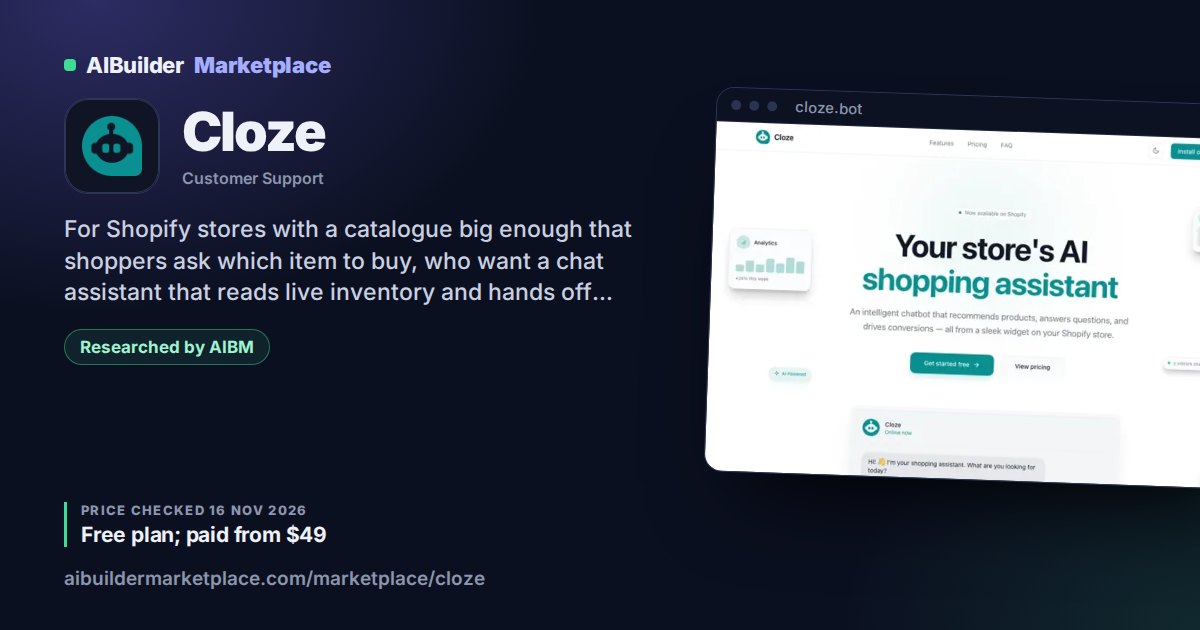 AIBuilder Marketplace
Cloze
Customer Support
For Shopify stores with a catalogue big enough that
shoppers ask which item to buy, who want a chat
assistant that reads live inventory and hands off...
Researched by AIBM
PRICE CHECKED 16 NOV 2026
Free plan; paid from $49
aibuildermarketplace.com/marketplace/cloze
cloze.bot
Cloze
Features Pricing FAQ
Install
Now available on Shopify
Analytics
Your store's AI
shopping assistant
An intelligent chatbot that recommends products, answers questions, and
drives conversions — all from a sleek widget on your Shopify store.
Get started free → View pricing
AI Powered
Cloze
Online now
Hi! 👋 I'm your shopping assistant. What are you looking for
today?